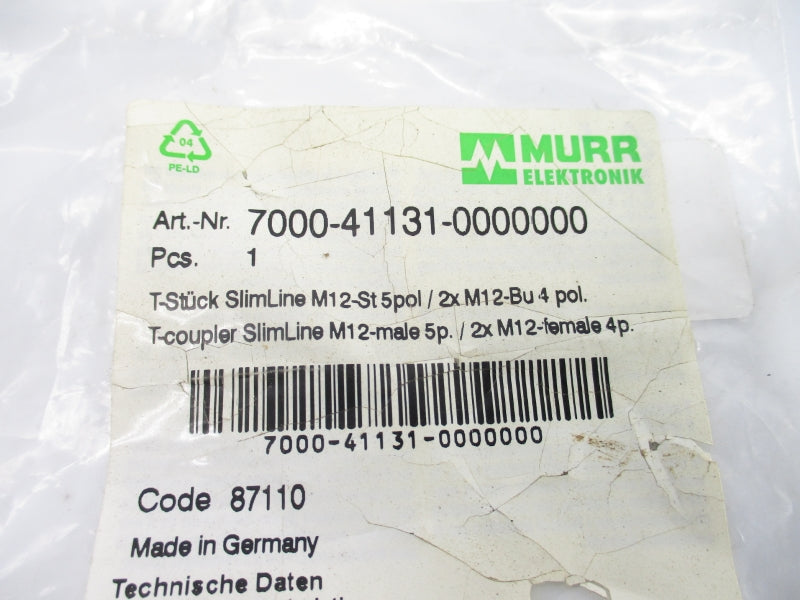 04
PE-LD
MURR
ELEKTRONIK
Art.-Nr. 7000-41131-0000000
Pcs. 1
T-Stück SlimLine M12-St 5pol / 2x M12-Bu 4 pol.
T-coupler SlimLine M12-male 5p. / 2x M12-female 4p.
7000-41131-0000000
Code 87110
Made in Germany
Technische Daten